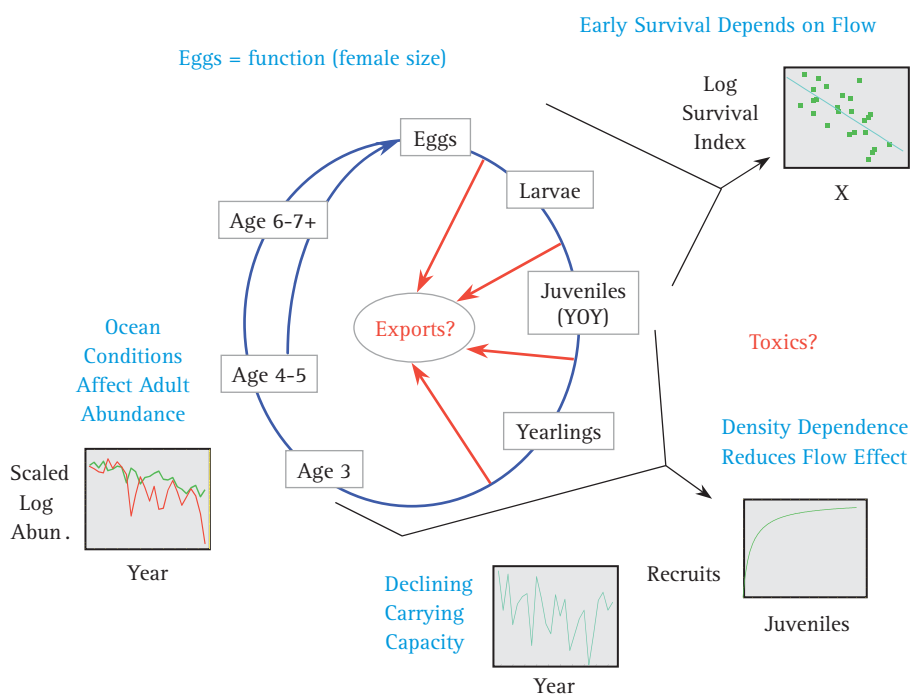 Early Survival Depends on Flow
Eggs = function (female size)
Log
Survival
Index
X
Eggs
Larvae
Age 6-7+
Juveniles
(YOY)
Exports?
Ocean
Conditions
Affect Adult
Abundance
Age 4-5
Toxics?
Yearlings
Density Dependence
Reduces Flow Effect
Age 3
Scaled
Log
Abun.
Year
Declining
Carrying
Capacity
Year
Recruits
Juveniles